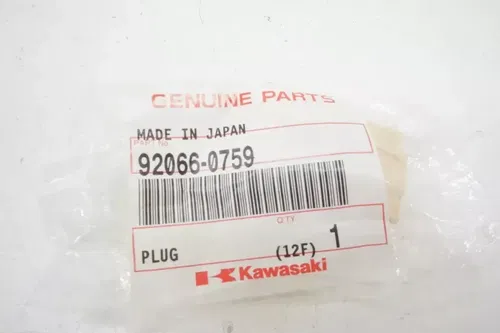 GENUINE PARTS
MADE IN JAPAN
PART No.
92066-0759
Q'TY
PLUG (12F) 1
Kawasaki